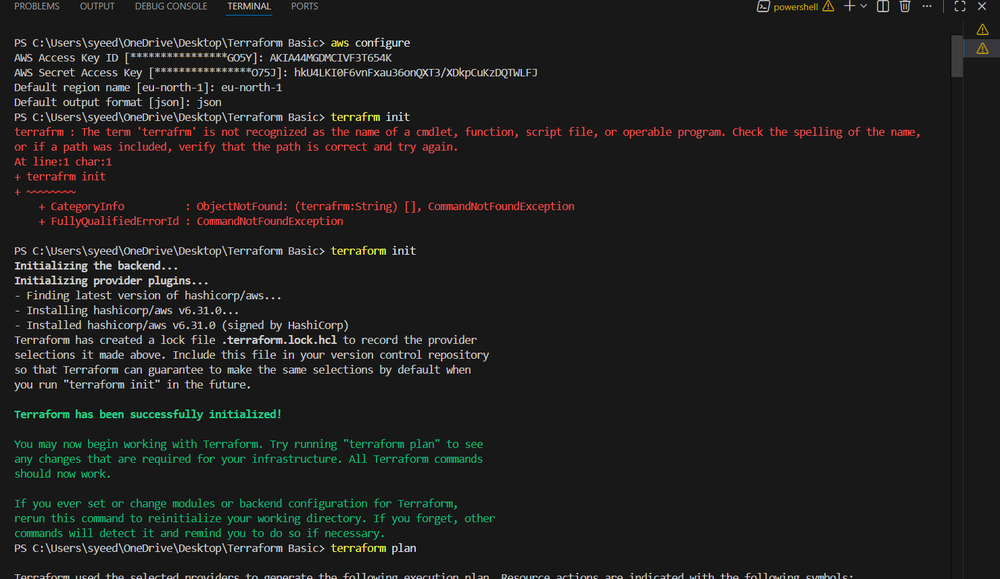 PROBLEMS OUTPUT DEBUG CONSOLE TERMINAL PORTS powershell
PS C:\Users\syeed\OneDrive\Desktop\Terraform Basic> aws configure
AWS Access Key ID [****************GO5Y]: AKIA44MGDMCIVF3T654K
AWS Secret Access Key [****************O75J]: 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
Default region name [eu-north-1]: eu-north-1
Default output format [json]: json
PS C:\Users\syeed\OneDrive\Desktop\Terraform Basic> terrafrm init
terrafrm : The term 'terrafrm' is not recognized as the name of a cmdlet, function, script file, or operable program. Check the spelling of the name,
or if a path was included, verify that the path is correct and try again.
At line:1 char:1
+ terrafrm init
+ ~~~~~~~~
    + CategoryInfo          : ObjectNotFound: (terrafrm:String) [], CommandNotFoundException
    + FullyQualifiedErrorId : CommandNotFoundException
PS C:\Users\syeed\OneDrive\Desktop\Terraform Basic> terraform init
Initializing the backend...
Initializing provider plugins...
- Finding latest version of hashicorp/aws...
- Installing hashicorp/aws v6.31.0...
- Installed hashicorp/aws v6.31.0 (signed by HashiCorp)
Terraform has created a lock file .terraform.lock.hcl to record the provider
selections it made above. Include this file in your version control repository
so that Terraform can guarantee to make the same selections by default when
you run "terraform init" in the future.
Terraform has been successfully initialized!
You may now begin working with Terraform. Try running "terraform plan" to see
any changes that are required for your infrastructure. All Terraform commands
should now work.
If you ever set or change modules or backend configuration for Terraform,
rerun this command to reinitialize your working directory. If you forget, other
commands will detect it and remind you to do so if necessary.
PS C:\Users\syeed\OneDrive\Desktop\Terraform Basic> terraform plan
Terraform used the selected providers to generate the following execution plan. Resource actions are indicated with the following symbols: